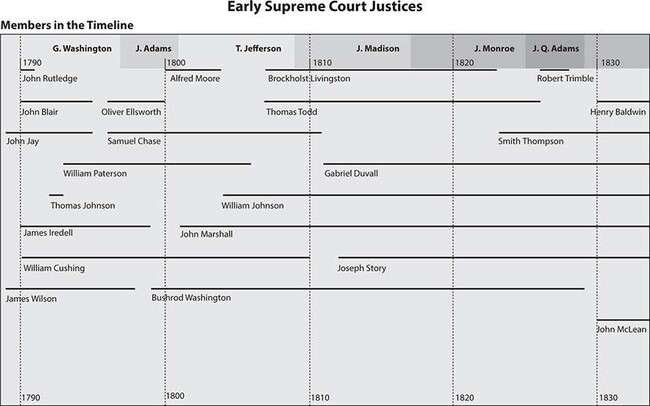 Early Supreme Court Justices
Members in the Timeline
G. Washington J. Adams T. Jefferson J. Madison J. Monroe J. Q. Adams
1790 1800 1810 1820 1830
John Rutledge Alfred Moore Brockholst Livingston Robert Trimble
John Blair Oliver Ellsworth Thomas Todd Henry Baldwin
John Jay Samuel Chase Smith Thompson
William Paterson Gabriel Duvall
Thomas Johnson William Johnson
James Iredell John Marshall
William Cushing Joseph Story
James Wilson Bushrod Washington
John McLean
1790 1800 1810 1820 1830